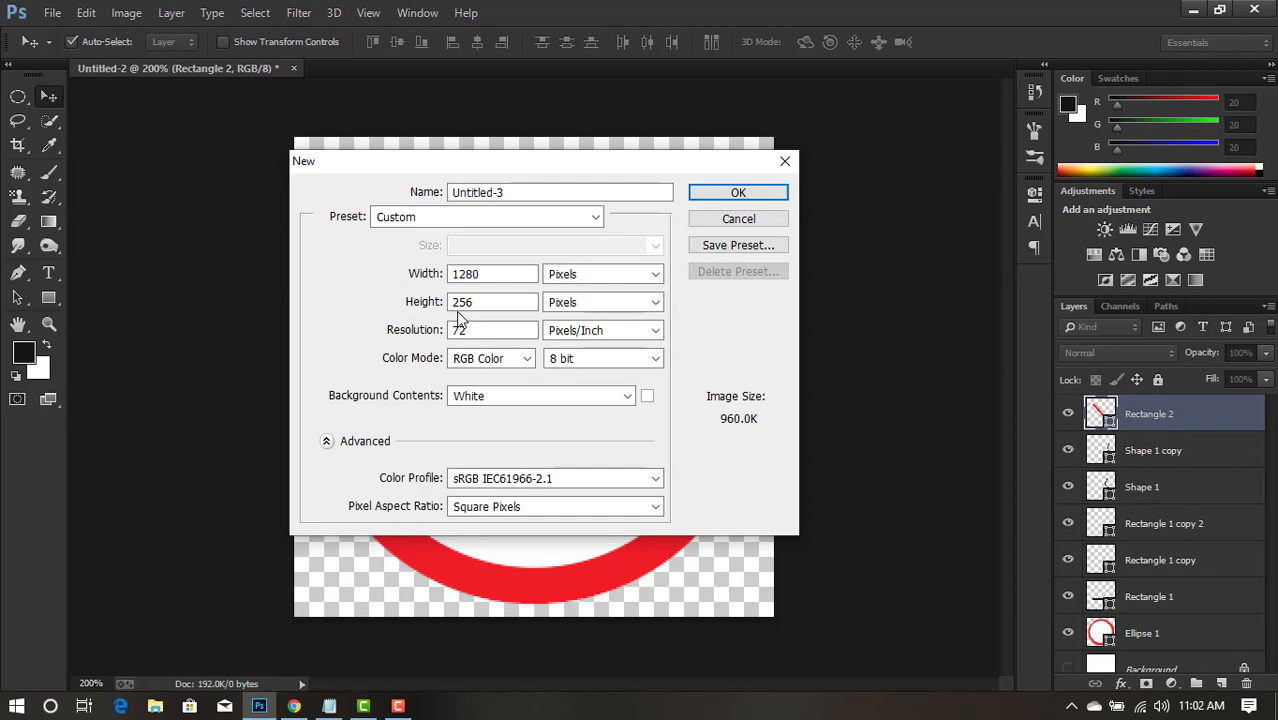 Ps File Edit Image Layer Type Select Filter 3D View Window Help
Auto-Select: Layer Show Transform Controls 3D Mode: Essentials
Untitled-2 @ 200% (Rectangle 2, RGB/8) * ×
New
Name: Untitled-3 OK
Preset: Custom Cancel
Size: Save Preset...
Width: 1280 Pixels Delete Preset...
Height: 256 Pixels
Resolution: 72 Pixels/Inch
Color Mode: RGB Color 8 bit
Background Contents: White
Image Size:
960.0K
Advanced
Color Profile: sRGB IEC61966-2.1
Pixel Aspect Ratio: Square Pixels
Color Swatches
R 20
G 20
B 20
Adjustments Styles
Add an adjustment
Layers Channels Paths
Kind T
Normal Opacity: 100%
Lock: Fill: 100%
Rectangle 2
Shape 1 copy
Shape 1
Rectangle 1 copy 2
Rectangle 1 copy
Rectangle 1
Ellipse 1
Background
fx
200% Doc: 192.0K/0 bytes
11:02 AM